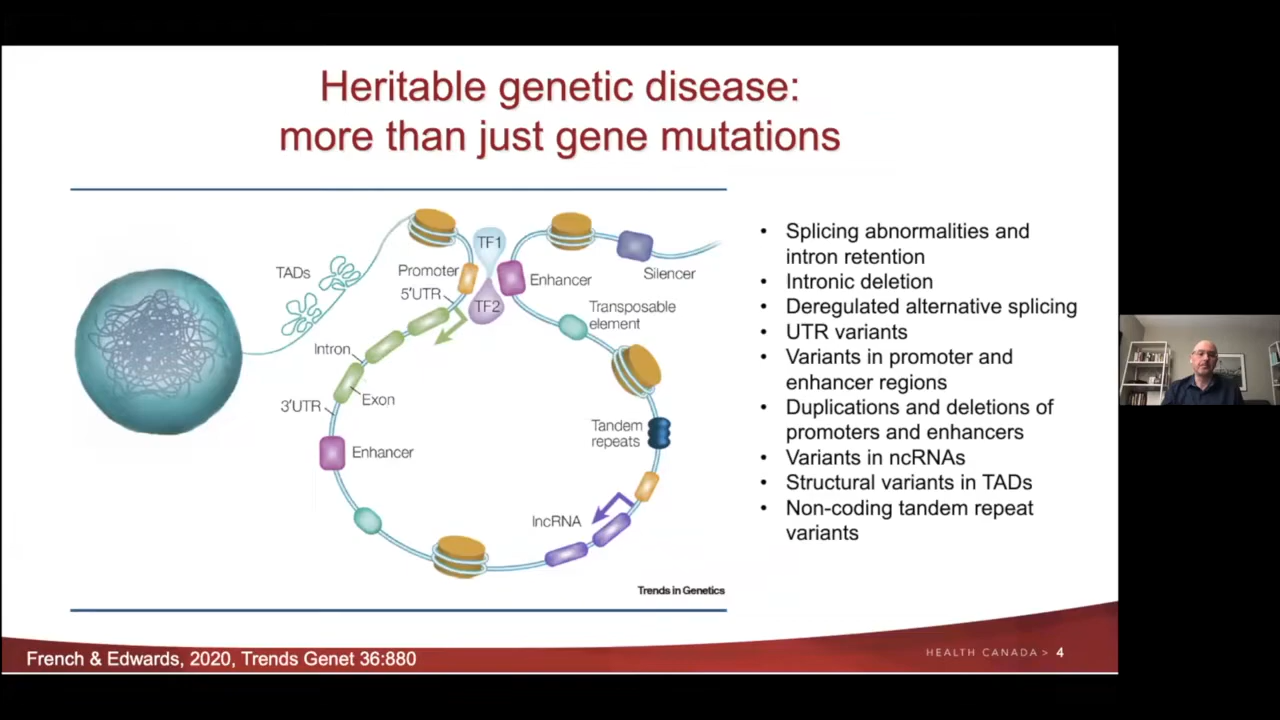 Heritable genetic disease:
more than just gene mutations
TADs
Promoter
5′UTR
Intron
Exon
3′UTR
Enhancer
TF1
TF2
Enhancer
Silencer
Transposable
element
Tandem
repeats
lncRNA
Trends in Genetics
• Splicing abnormalities and
intron retention
• Intronic deletion
• Deregulated alternative splicing
• UTR variants
• Variants in promoter and
enhancer regions
• Duplications and deletions of
promoters and enhancers
• Variants in ncRNAs
• Structural variants in TADs
• Non-coding tandem repeat
variants
French & Edwards, 2020, Trends Genet 36:880
HEALTH CANADA > 4